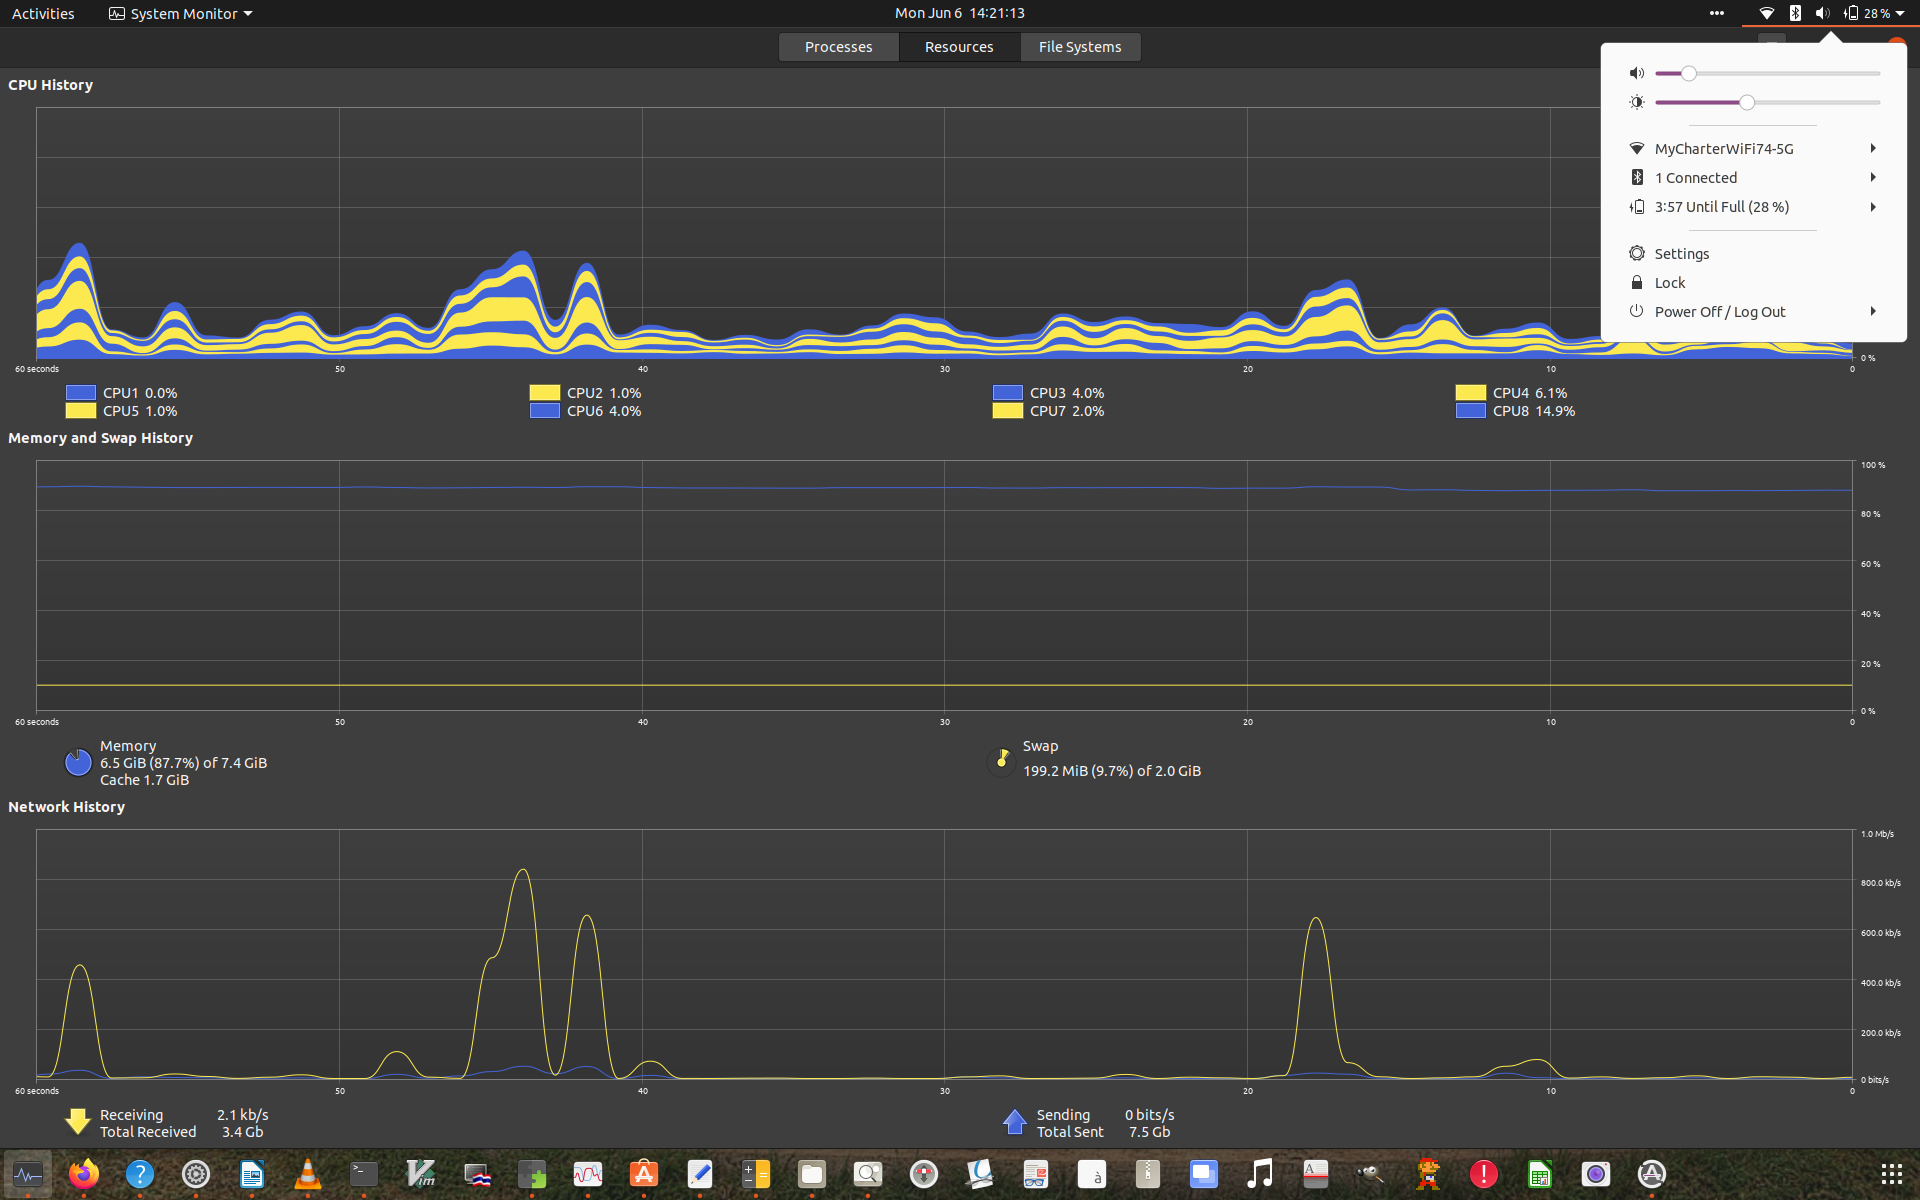 Activities
System Monitor
Mon Jun 6 14:21:13
28 %
Processes
Resources
File Systems
CPU History
60 seconds
50
40
30
20
10
0
0 %
CPU1 0.0%
CPU2 1.0%
CPU3 4.0%
CPU4 6.1%
CPU5 1.0%
CPU6 4.0%
CPU7 2.0%
CPU8 14.9%
MyCharterWiFi74-5G
1 Connected
3:57 Until Full (28 %)
Settings
Lock
Power Off / Log Out
Memory and Swap History
100 %
80 %
60 %
40 %
20 %
0 %
60 seconds
50
40
30
20
10
0
Memory
6.5 GiB (87.7%) of 7.4 GiB
Cache 1.7 GiB
Swap
199.2 MiB (9.7%) of 2.0 GiB
Network History
1.0 Mb/s
800.0 kb/s
600.0 kb/s
400.0 kb/s
200.0 kb/s
0 bits/s
60 seconds
50
40
30
20
10
0
Receiving 2.1 kb/s
Total Received 3.4 Gb
Sending 0 bits/s
Total Sent 7.5 Gb